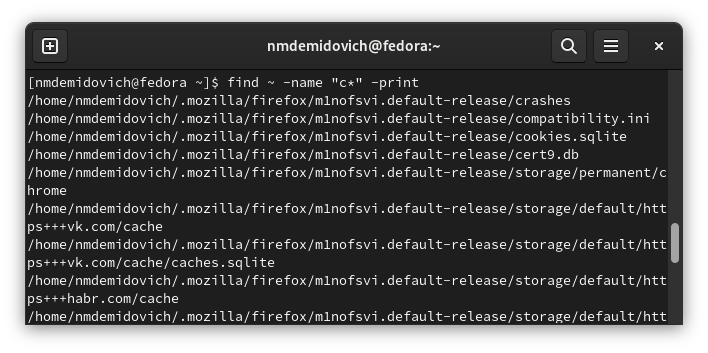 nmdemidovich@fedora:~
[nmdemidovich@fedora ~]$ find ~ -name "c*" -print
/home/nmdemidovich/.mozilla/firefox/m1nofsvi.default-release/crashes
/home/nmdemidovich/.mozilla/firefox/m1nofsvi.default-release/compatibility.ini
/home/nmdemidovich/.mozilla/firefox/m1nofsvi.default-release/cookies.sqlite
/home/nmdemidovich/.mozilla/firefox/m1nofsvi.default-release/cert9.db
/home/nmdemidovich/.mozilla/firefox/m1nofsvi.default-release/storage/permanent/c
hrome
/home/nmdemidovich/.mozilla/firefox/m1nofsvi.default-release/storage/default/htt
ps+++vk.com/cache
/home/nmdemidovich/.mozilla/firefox/m1nofsvi.default-release/storage/default/htt
ps+++vk.com/cache/caches.sqlite
/home/nmdemidovich/.mozilla/firefox/m1nofsvi.default-release/storage/default/htt
ps+++habr.com/cache
/home/nmdemidovich/.mozilla/firefox/m1nofsvi.default-release/storage/default/htt